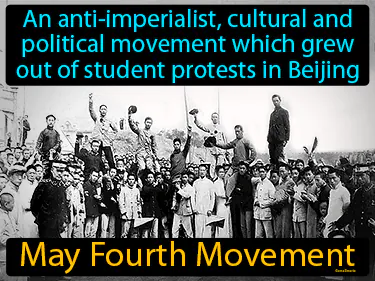 An anti-imperialist, cultural and
political movement which grew
out of student protests in Beijing
May Fourth Movement